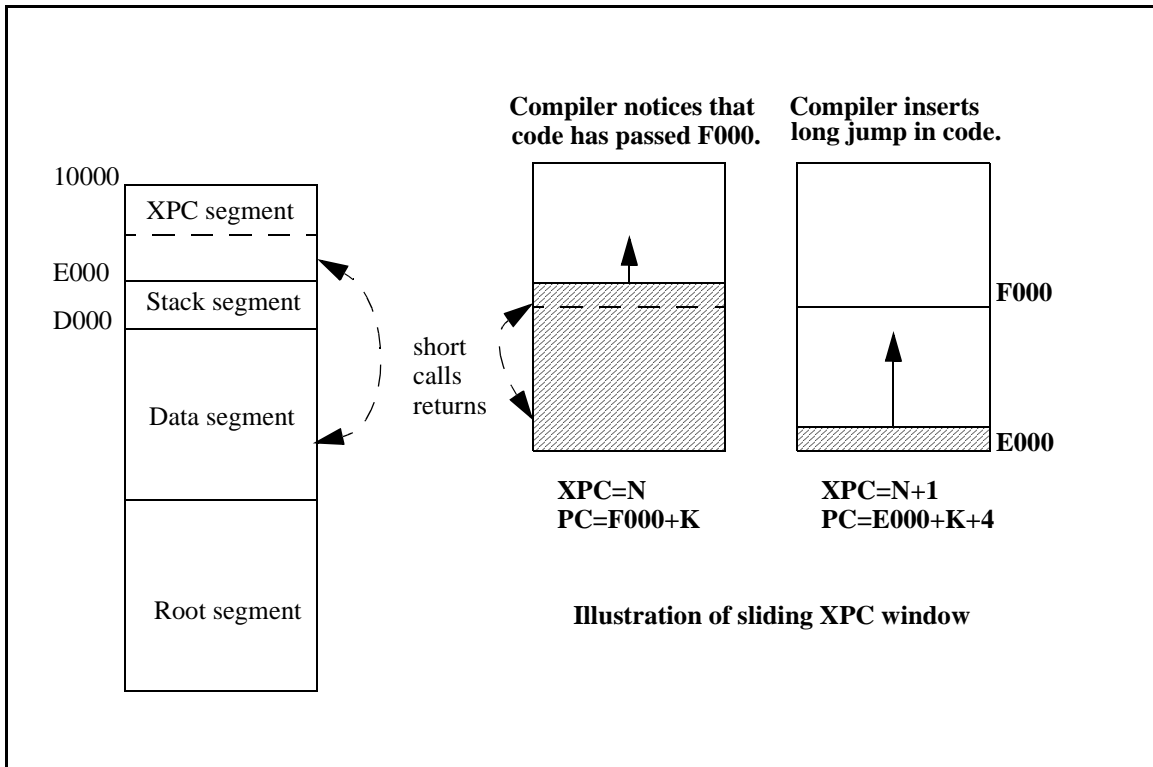 Compiler notices that
code has passed F000.
Compiler inserts
long jump in code.
10000
XPC segment
E000
Stack segment
D000
Data segment
Root segment
short
calls
returns
F000
E000
XPC=N
PC=F000+K
XPC=N+1
PC=E000+K+4
Illustration of sliding XPC window